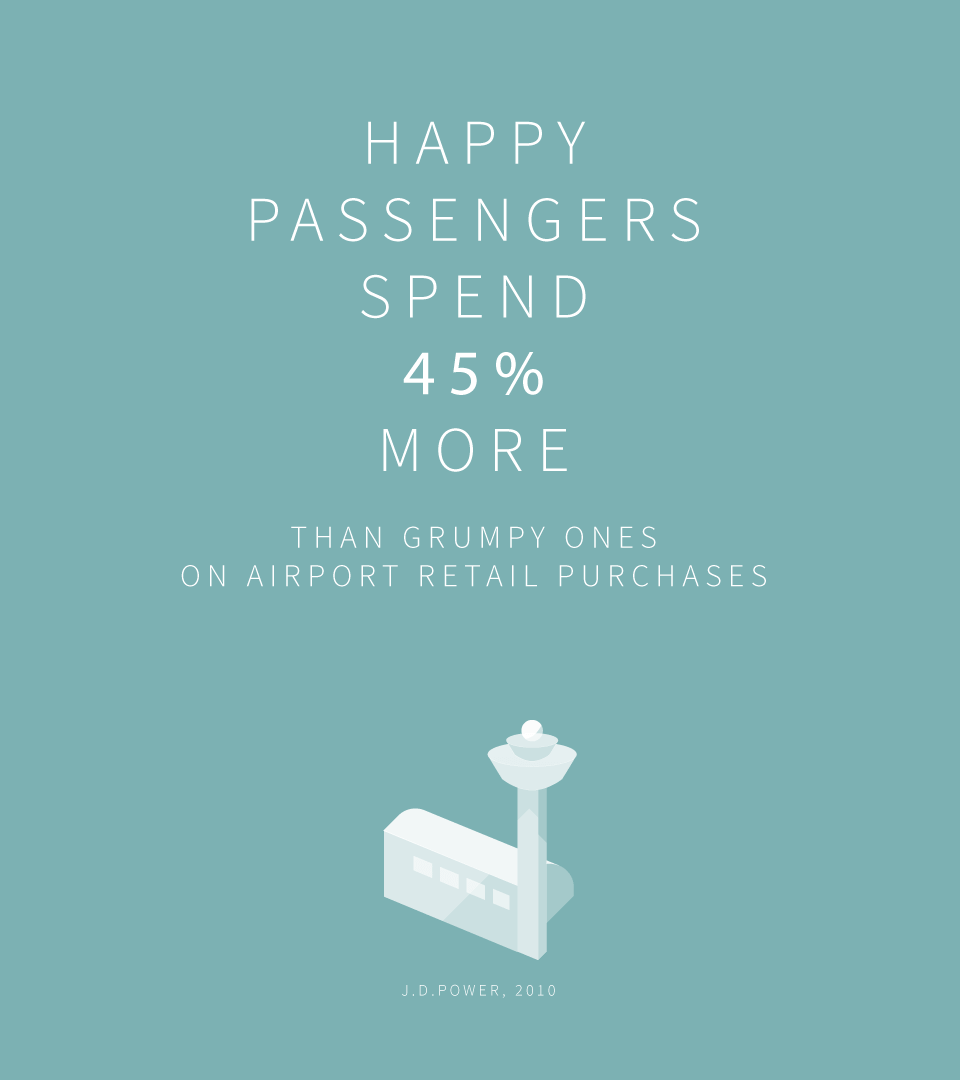 HAPPY
PASSENGERS
SPEND
45%
MORE
THAN GRUMPY ONES
ON AIRPORT RETAIL PURCHASES
J.D.POWER, 2010